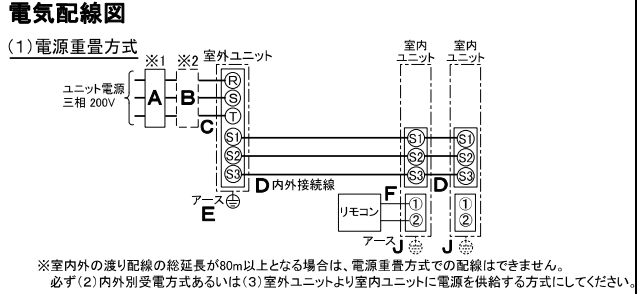 電気配線図
(1)電源重畳方式
※1 ※2 室外ユニット 室内ユニット 室内ユニット
ユニット電源
三相 200V
A B C
R
S
T
S1 S1 S1
S2 S2 S2
S3 S3 S3
D 内外接続線 D
アース
E
リモコン F ① ①
② ②
アース J J
※室内外の渡り配線の総延長が80m以上となる場合は、電源重畳方式での配線はできません。
必ず(2)内外別受電方式あるいは(3)室外ユニットより室内ユニットに電源を供給する方式にしてください。